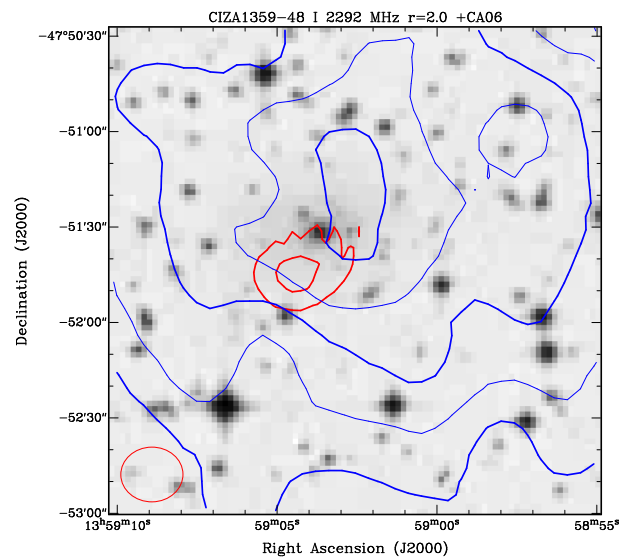 CIZA1359−48 I 2292 MHz r=2.0 +CA06
−47°50'30"
−51'00"
−51'30"
−52'00"
−52'30"
−53'00"
Declination (J2000)
13ʰ59ᵐ10ˢ
59ᵐ05ˢ
59ᵐ00ˢ
58ᵐ55ˢ
Right Ascension (J2000)